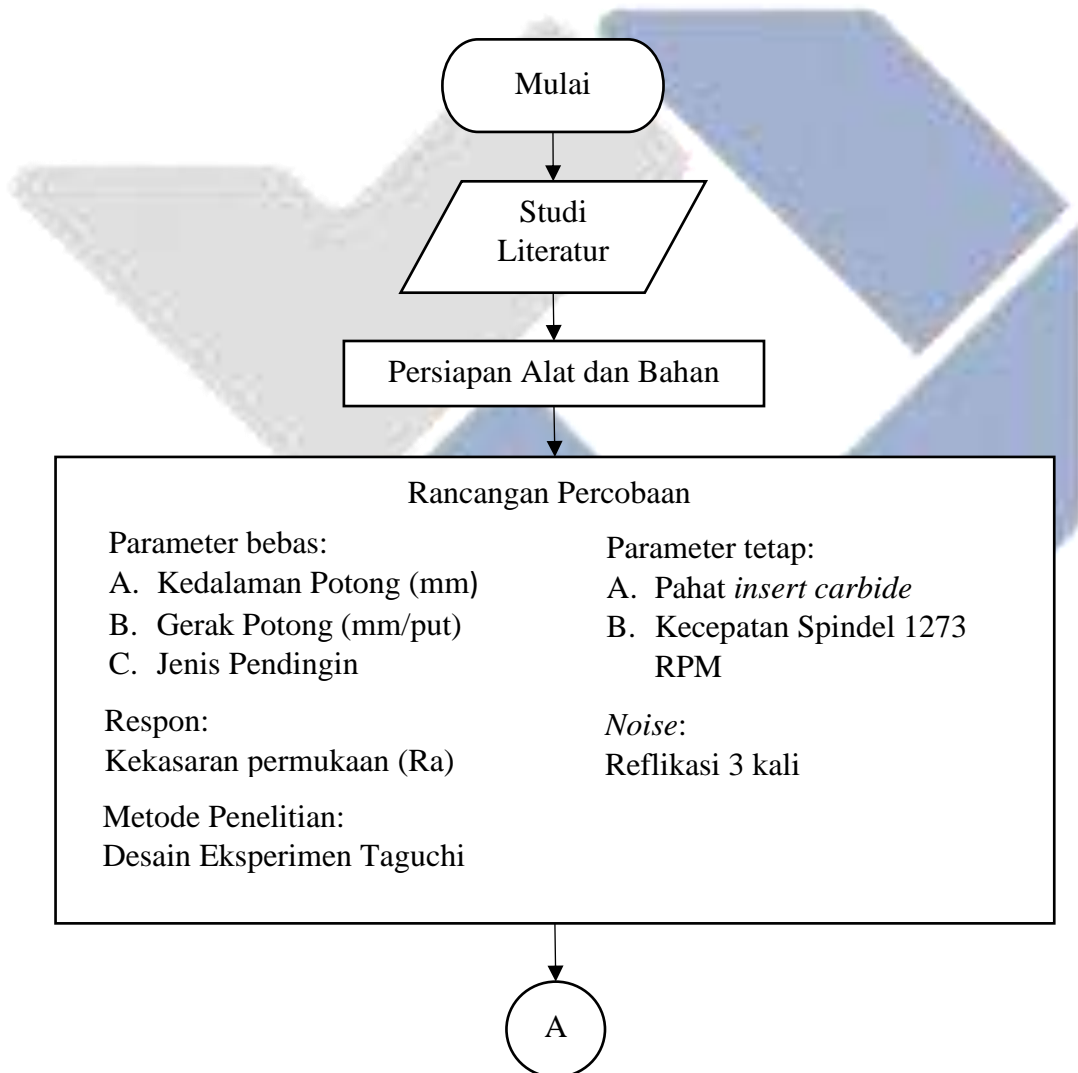 Mulai
Studi
Literatur
Persiapan Alat dan Bahan
Rancangan Percobaan
Parameter bebas:
A. Kedalaman Potong (mm)
B. Gerak Potong (mm/put)
C. Jenis Pendingin
Parameter tetap:
A. Pahat insert carbide
B. Kecepatan Spindel 1273
RPM
Respon:
Kekasaran permukaan (Ra)
Noise:
Reflikasi 3 kali
Metode Penelitian:
Desain Eksperimen Taguchi
A